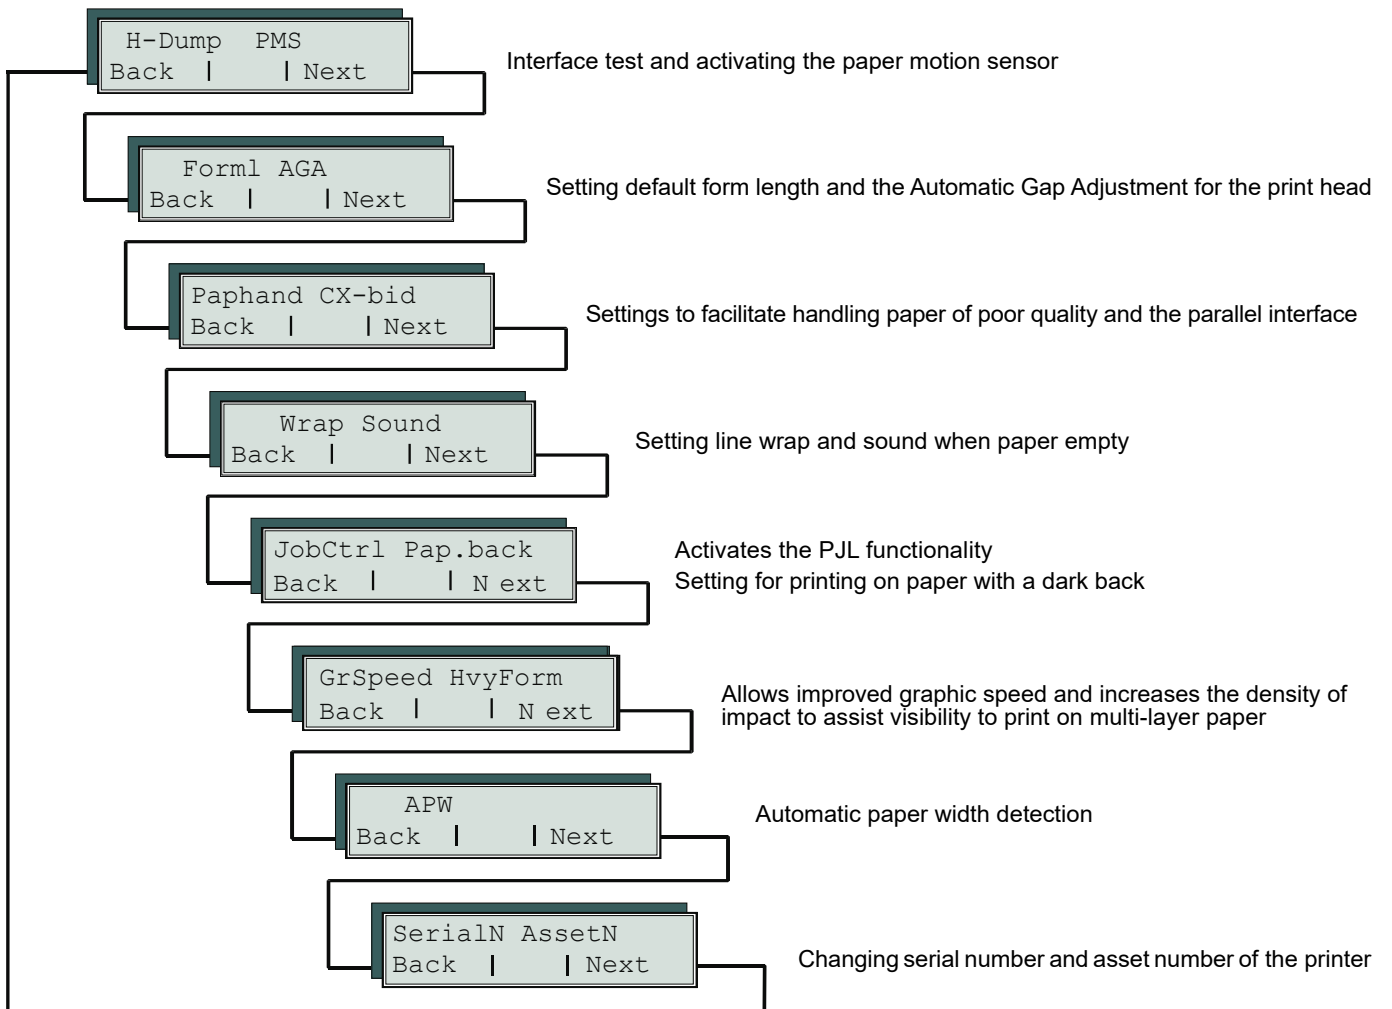 H-Dump PMS
Back | | Next
Interface test and activating the paper motion sensor
Forml AGA
Back | | Next
Setting default form length and the Automatic Gap Adjustment for the print head
Paphand CX-bid
Back | | Next
Settings to facilitate handling paper of poor quality and the parallel interface
Wrap Sound
Back | | Next
Setting line wrap and sound when paper empty
JobCtrl Pap.back
Back | | N ext
Activates the PJL functionality
Setting for printing on paper with a dark back
GrSpeed HvyForm
Back | | N ext
Allows improved graphic speed and increases the density of
impact to assist visibility to print on multi-layer paper
APW
Back | | Next
Automatic paper width detection
SerialN AssetN
Back | | Next
Changing serial number and asset number of the printer